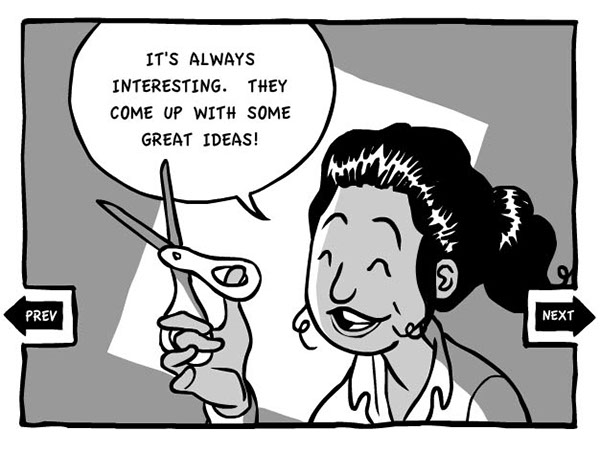 IT'S ALWAYS
INTERESTING. THEY
COME UP WITH SOME
GREAT IDEAS!
PREV
NEXT